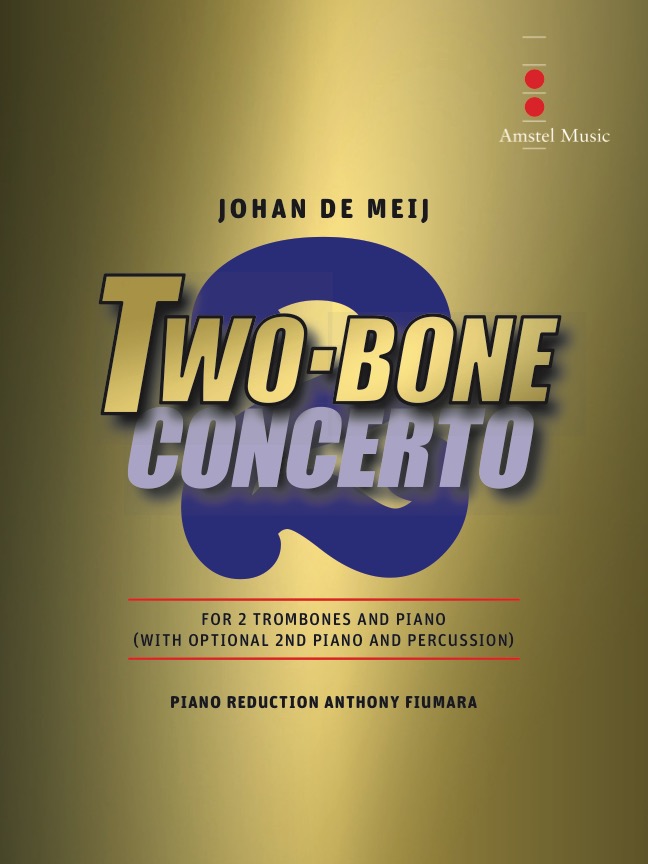 Amstel Music
JOHAN DE MEIJ
2
TWO-BONE
CONCERTO
FOR 2 TROMBONES AND PIANO
(WITH OPTIONAL 2ND PIANO AND PERCUSSION)
PIANO REDUCTION ANTHONY FIUMARA